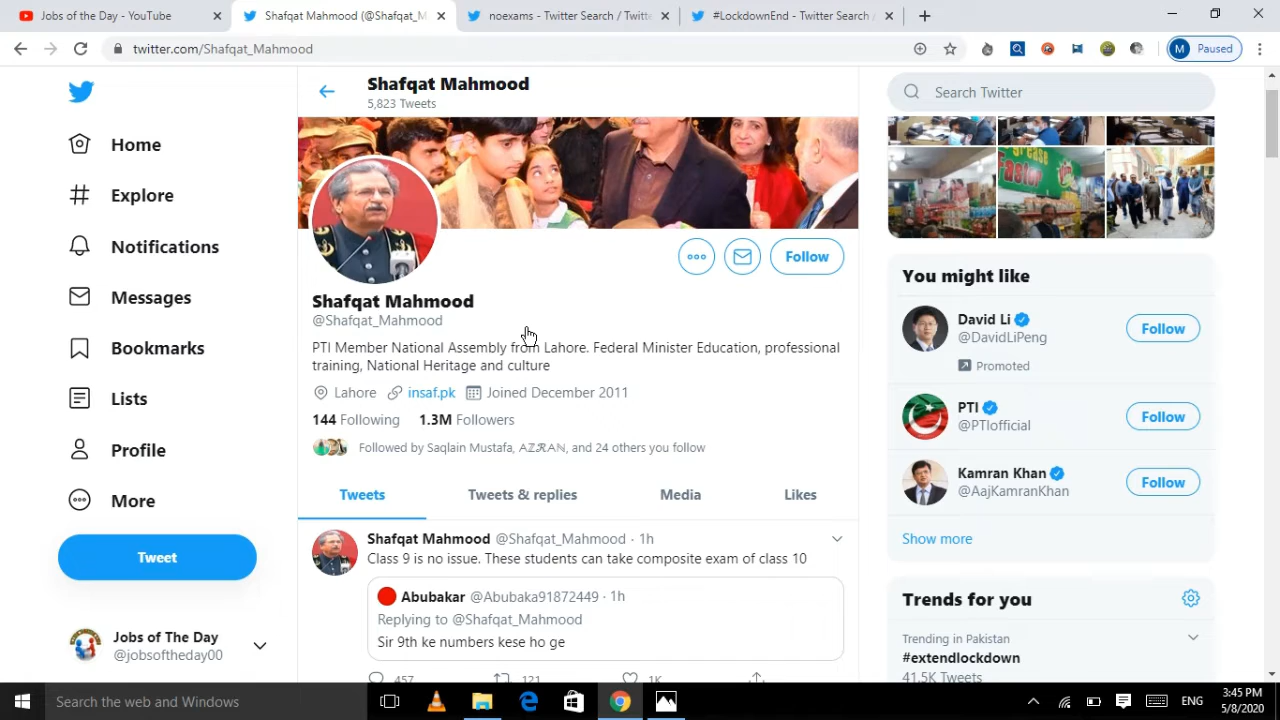 Jobs of the Day - YouTube
Shafqat Mahmood (@Shafqat_M
noexams - Twitter Search / Twitte
#LockdownEnd - Twitter Search /
twitter.com/Shafqat_Mahmood
M Paused
Shafqat Mahmood
5,823 Tweets
Search Twitter
Home
Explore
Notifications
Messages
Bookmarks
Lists
Profile
More
Tweet
Jobs of The Day
@jobsoftheday00
Follow
Shafqat Mahmood
@Shafqat_Mahmood
PTI Member National Assembly from Lahore. Federal Minister Education, professional
training, National Heritage and culture
Lahore insaf.pk Joined December 2011
144 Following 1.3M Followers
Followed by Saqlain Mustafa, AZRAN, and 24 others you follow
Tweets Tweets & replies Media Likes
Shafqat Mahmood @Shafqat_Mahmood · 1h
Class 9 is no issue. These students can take composite exam of class 10
Abubakar @Abubaka91872449 · 1h
Replying to @Shafqat_Mahmood
Sir 9th ke numbers kese ho ge
457 121 1K
You might like
David Li
@DavidLiPeng
Follow
Promoted
PTI
@PTIofficial
Follow
Kamran Khan
@AajKamranKhan
Follow
Show more
Trends for you
Trending in Pakistan
#extendlockdown
41.5K Tweets
Search the web and Windows
ENG
3:45 PM
5/8/2020